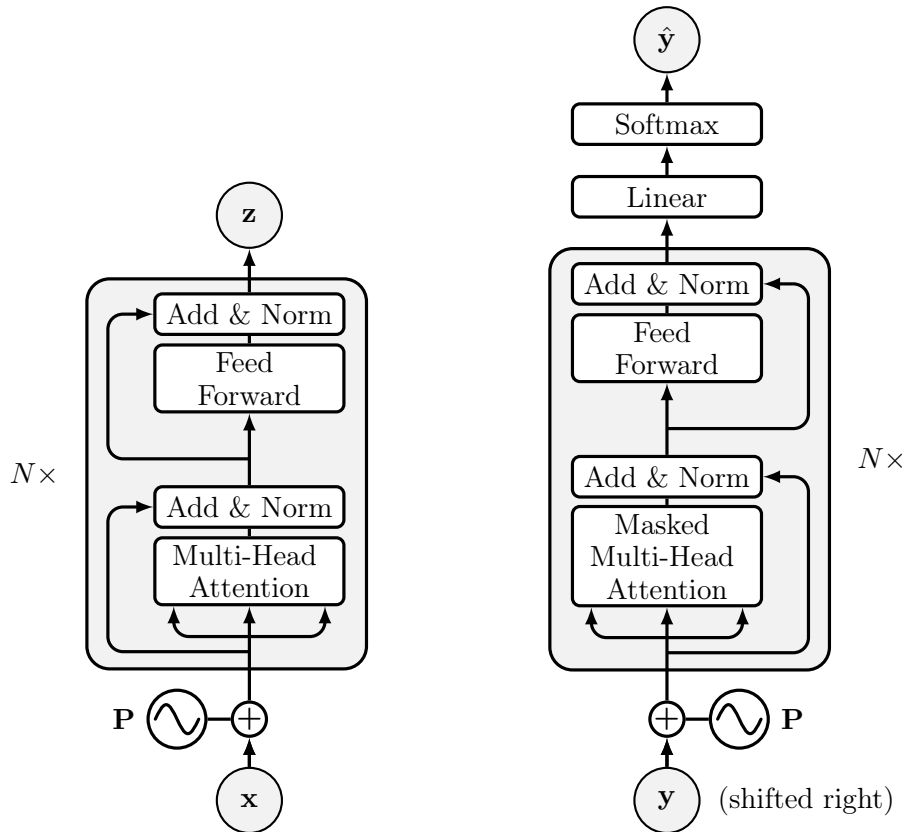 z
Add & Norm
Feed
Forward
N×
Add & Norm
Multi-Head
Attention
P
+
x
ŷ
Softmax
Linear
Add & Norm
Feed
Forward
N×
Add & Norm
Masked
Multi-Head
Attention
+
P
y
(shifted right)